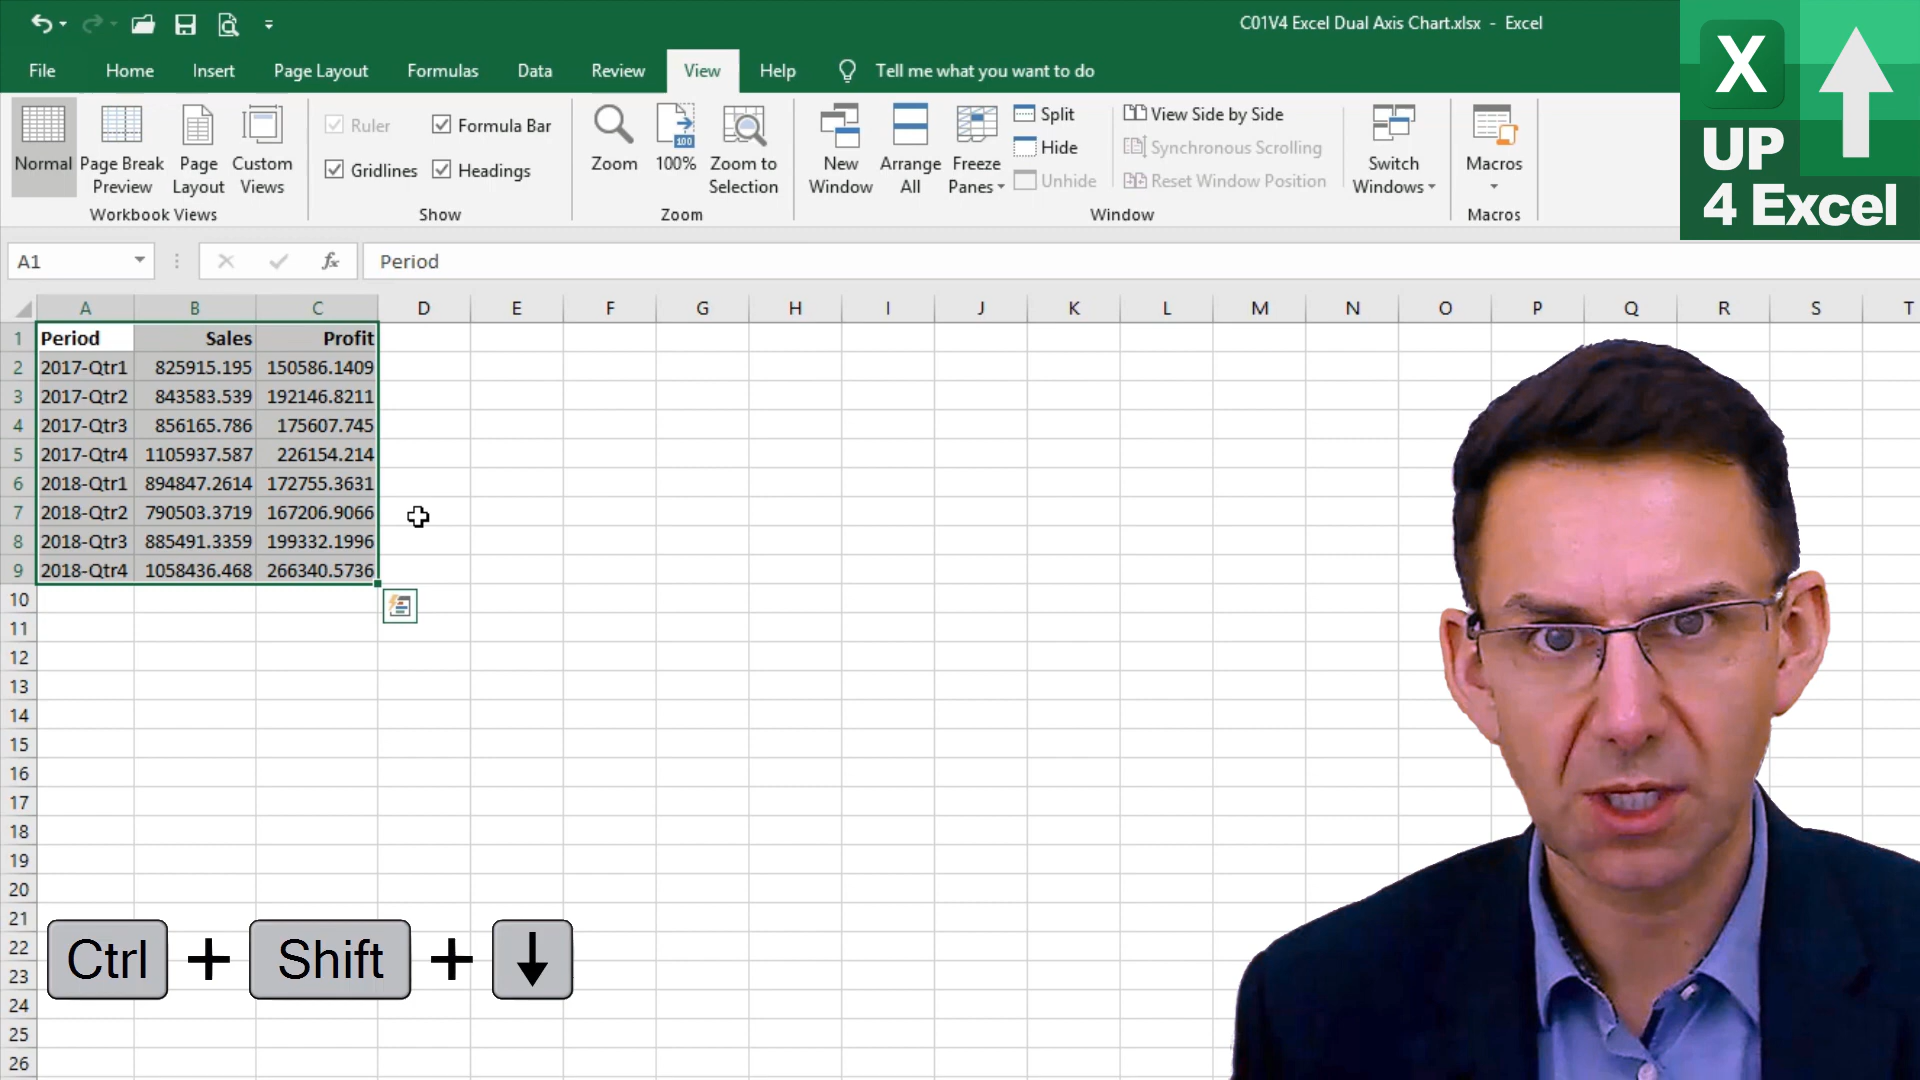 C01V4 Excel Dual Axis Chart.xlsx - Excel
File Home Insert Page Layout Formulas Data Review View Help Tell me what you want to do
Normal
Page Break
Preview
Page
Layout
Custom
Views
Workbook Views
Ruler
Formula Bar
Gridlines
Headings
Show
Zoom
100
100%
Zoom to
Selection
Zoom
New
Window
Arrange
All
Freeze
Panes
Split
Hide
Unhide
View Side by Side
Synchronous Scrolling
Reset Window Position
Window
Switch
Windows
Macros
Macros
X
UP
4 Excel
A1 fx Period
A B C D E F G H I J K L M N O P Q R S T
1 Period Sales Profit
2 2017-Qtr1 825915.195 150586.1409
3 2017-Qtr2 843583.539 192146.8211
4 2017-Qtr3 856165.786 175607.745
5 2017-Qtr4 1105937.587 226154.214
6 2018-Qtr1 894847.2614 172755.3631
7 2018-Qtr2 790503.3719 167206.9066
8 2018-Qtr3 885491.3359 199332.1996
9 2018-Qtr4 1058436.468 266340.5736
10
11
12
13
14
15
16
17
18
19
20
21
22
23
24
25
26
Ctrl + Shift + ↓